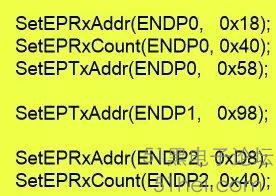 SetEPRxAddr(ENDP0, 0x18);
SetEPRxCount(ENDP0, 0x40);
SetEPTxAddr(ENDP0, 0x58);
SetEPTxAddr(ENDP1, 0x98);
SetEPRxAddr(ENDP2, 0xD8);
SetEPRxCount(ENDP2, 0x40);